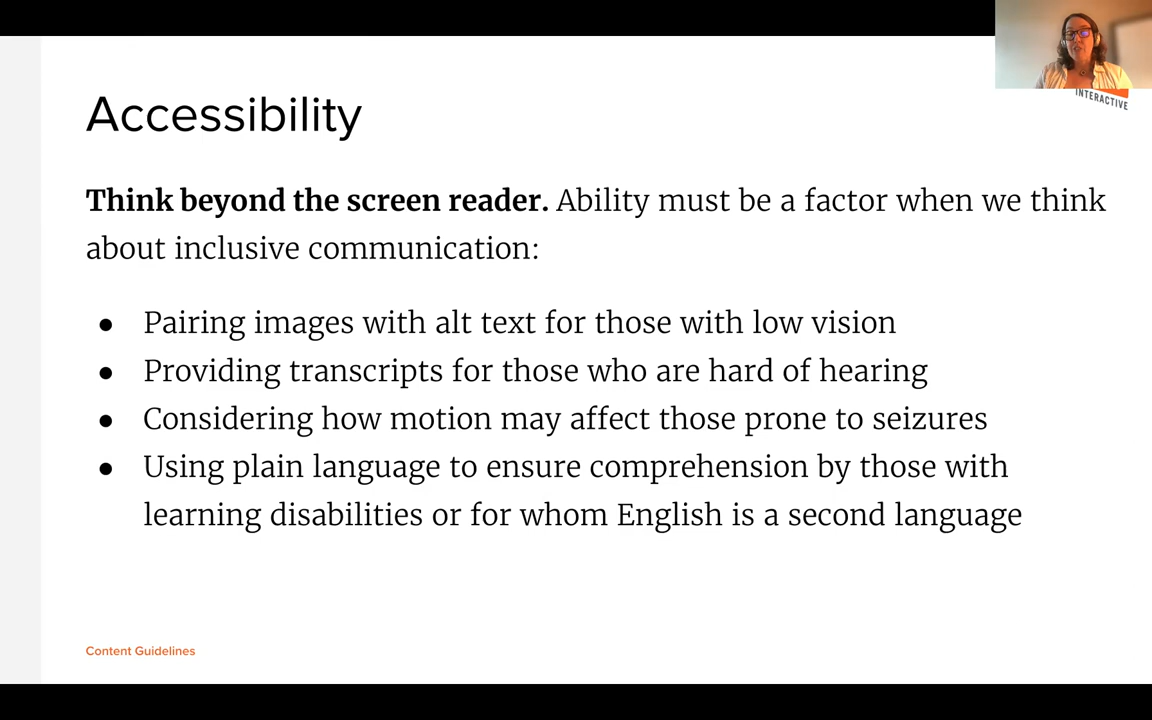 INTERACTIVE
Accessibility
Think beyond the screen reader. Ability must be a factor when we think
about inclusive communication:
● Pairing images with alt text for those with low vision
● Providing transcripts for those who are hard of hearing
● Considering how motion may affect those prone to seizures
● Using plain language to ensure comprehension by those with
learning disabilities or for whom English is a second language
Content Guidelines